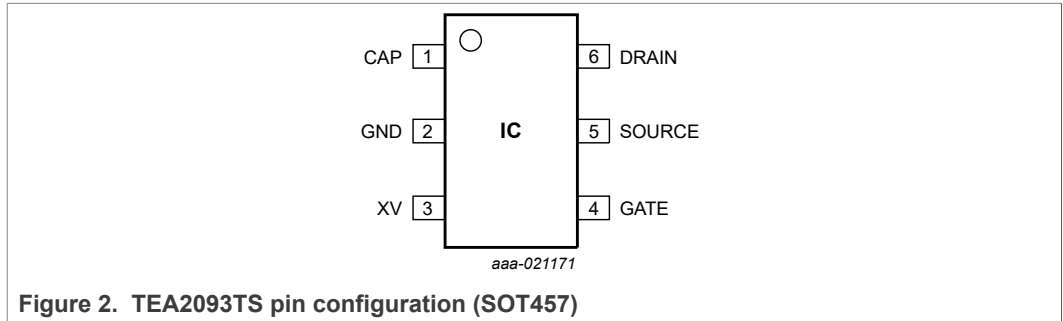 CAP 1 6 DRAIN
GND 2 IC 5 SOURCE
XV 3 4 GATE
aaa-021171
Figure 2. TEA2093TS pin configuration (SOT457)